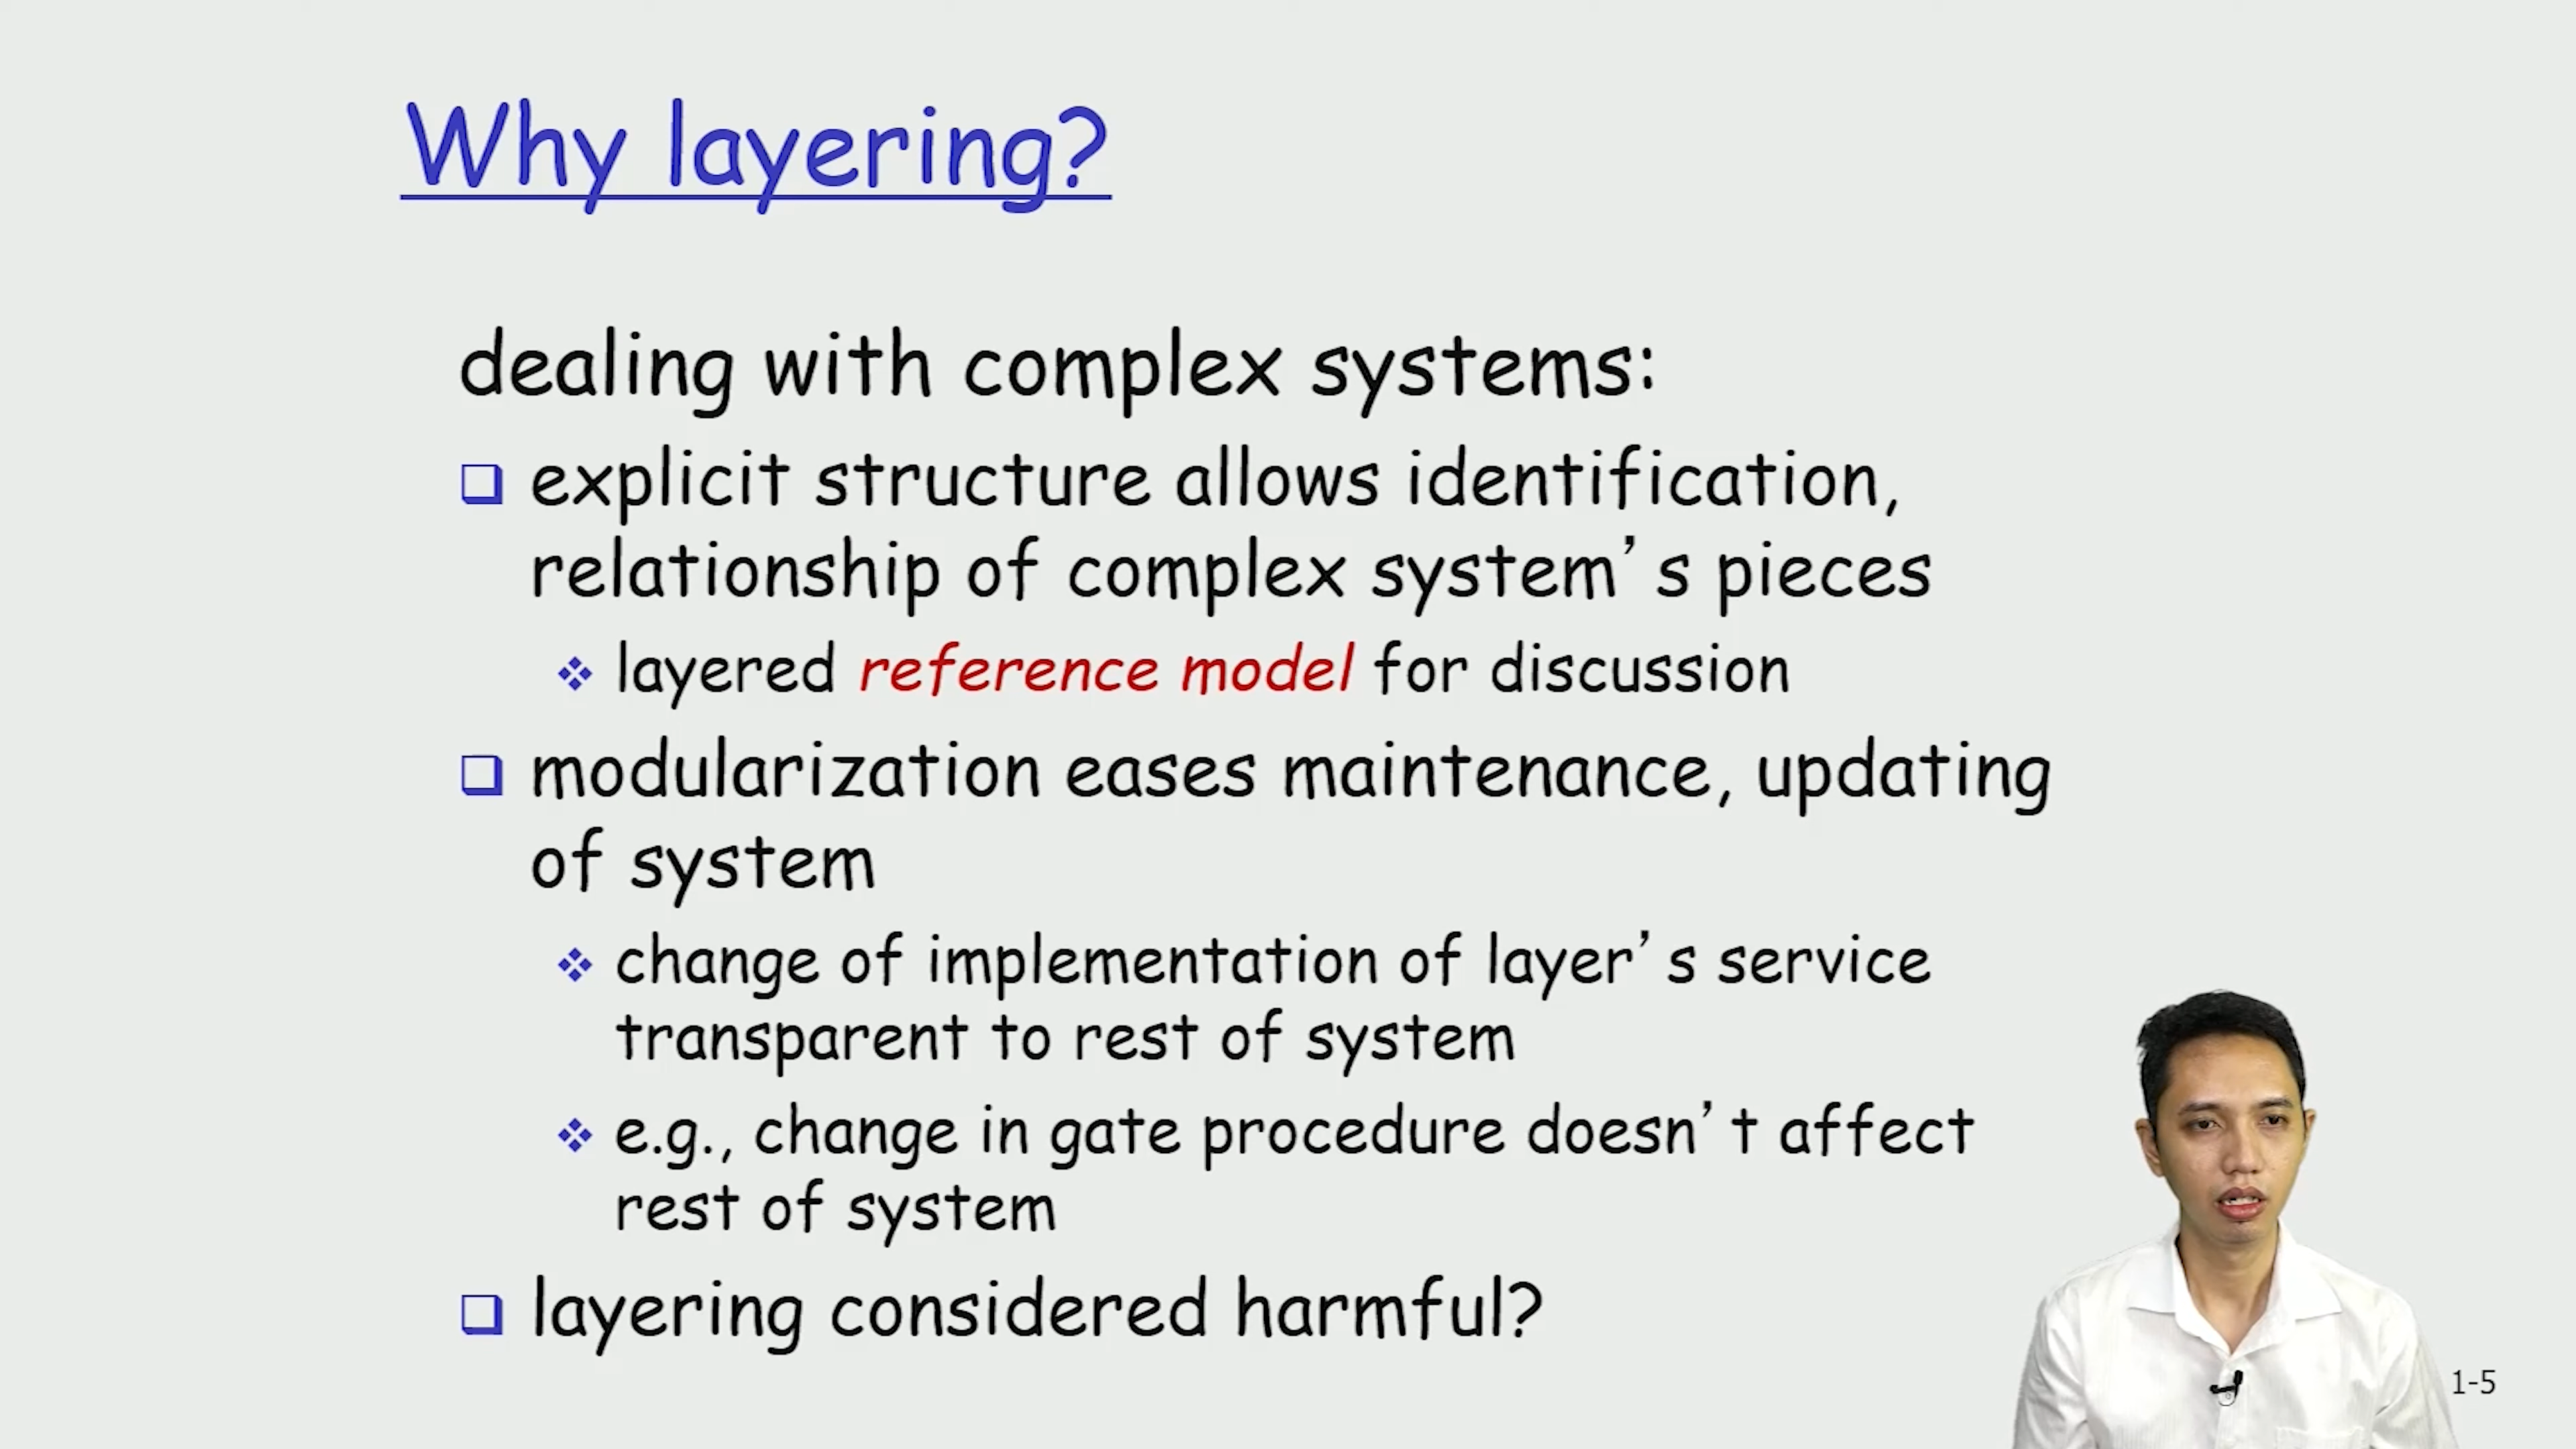 Why layering?
dealing with complex systems:
explicit structure allows identification,
relationship of complex system’s pieces
layered reference model for discussion
modularization eases maintenance, updating
of system
change of implementation of layer’s service
transparent to rest of system
e.g., change in gate procedure doesn’t affect
rest of system
layering considered harmful?
1-5